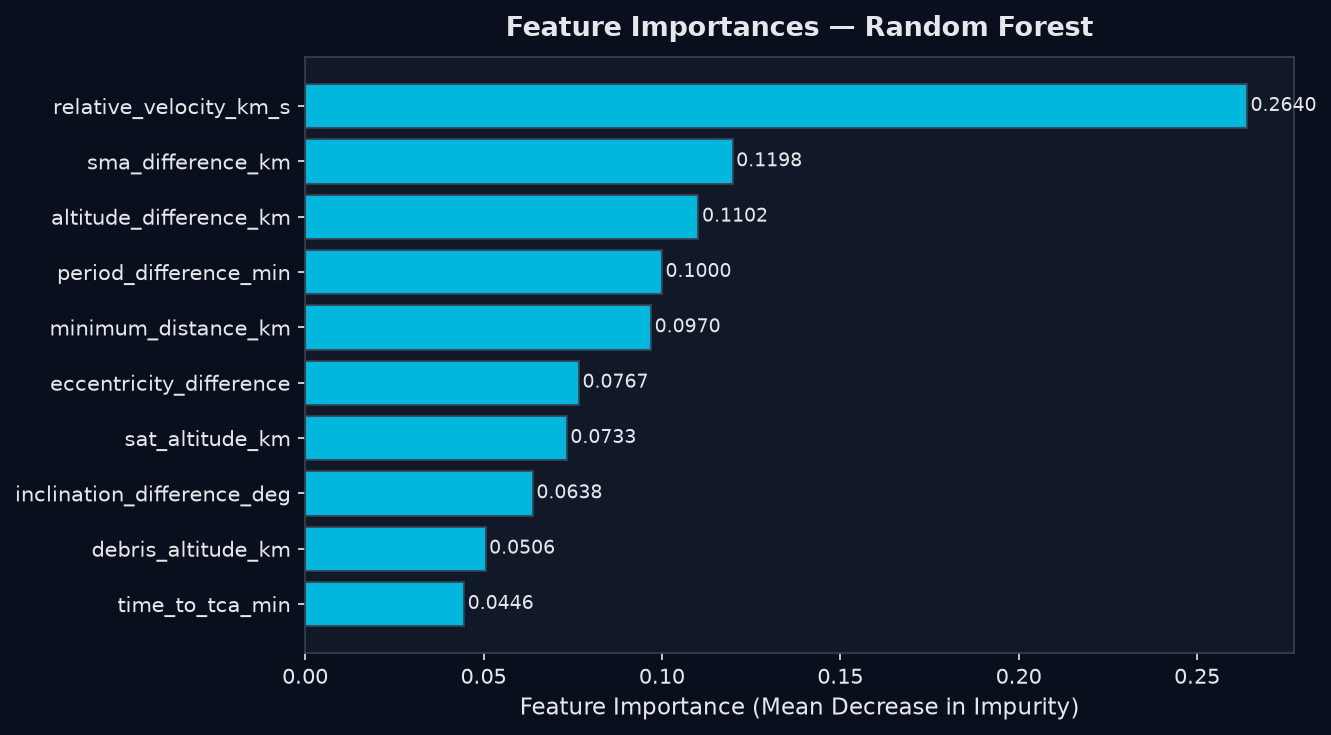 Feature Importances — Random Forest
relative_velocity_km_s 0.2640
sma_difference_km 0.1198
altitude_difference_km 0.1102
period_difference_min 0.1000
minimum_distance_km 0.0970
eccentricity_difference 0.0767
sat_altitude_km 0.0733
inclination_difference_deg 0.0638
debris_altitude_km 0.0506
time_to_tca_min 0.0446
0.00 0.05 0.10 0.15 0.20 0.25
Feature Importance (Mean Decrease in Impurity)